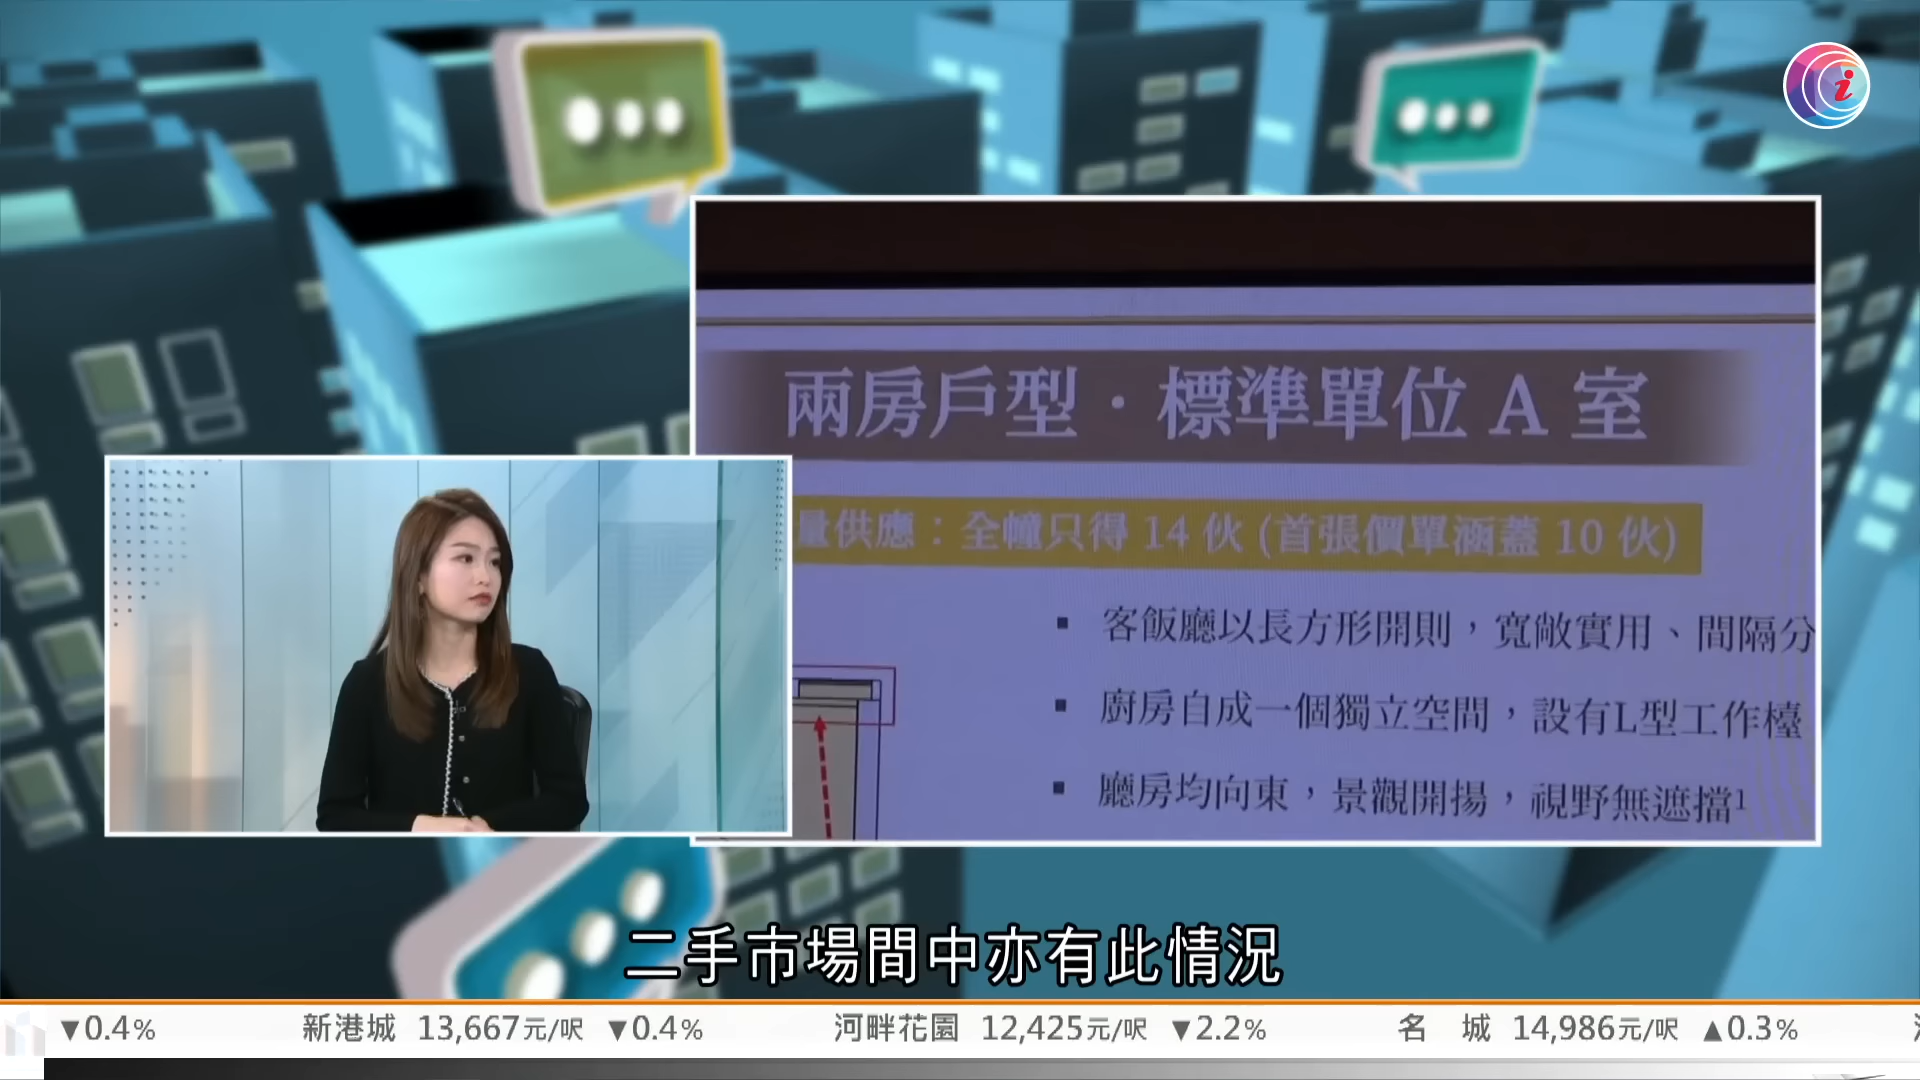 i
兩房戶型·標準單位 A 室
量供應：全幢只得 14 伙 (首張價單涵蓋 10 伙)
▪ 客飯廳以長方形開則，寬敞實用、間隔分
▪ 廚房自成一個獨立空間，設有L型工作檯
▪ 廳房均向東，景觀開揚，視野無遮擋1
二手市場間中亦有此情況
▼0.4% 新港城 13,667元/呎 ▼0.4% 河畔花園 12,425元/呎 ▼2.2% 名 城 14,986元/呎 ▲0.3%